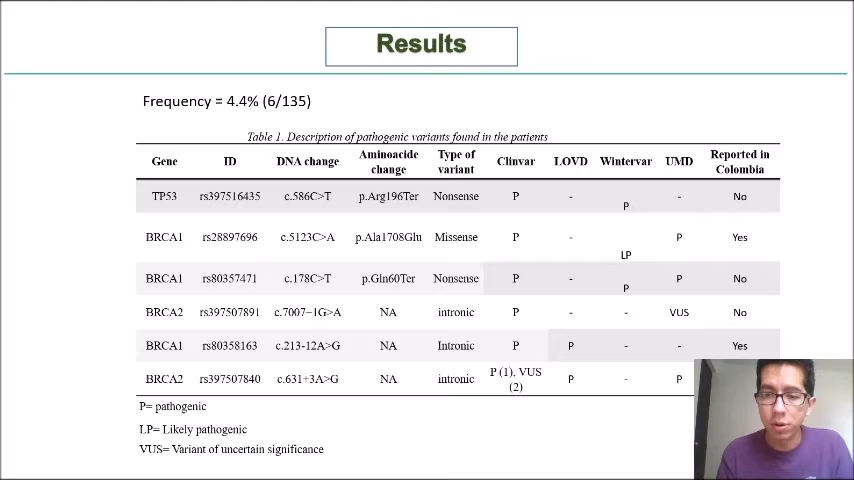 Results
Frequency = 4.4% (6/135)
Table 1. Description of pathogenic variants found in the patients
Gene ID DNA change Aminoacide change Type of variant Clinvar LOVD Wintervar UMD Reported in Colombia
TP53 rs397516435 c.586C>T p.Arg196Ter Nonsense P - P - No
BRCA1 rs28897696 c.5123C>A p.Ala1708Glu Missense P - LP P Yes
BRCA1 rs80357471 c.178C>T p.Gln60Ter Nonsense P - P P No
BRCA2 rs397507891 c.7007−1G>A NA intronic P - - VUS No
BRCA1 rs80358163 c.213-12A>G NA Intronic P P - - Yes
BRCA2 rs397507840 c.631+3A>G NA intronic P (1), VUS (2) P - P
P= pathogenic
LP= Likely pathogenic
VUS= Variant of uncertain significance